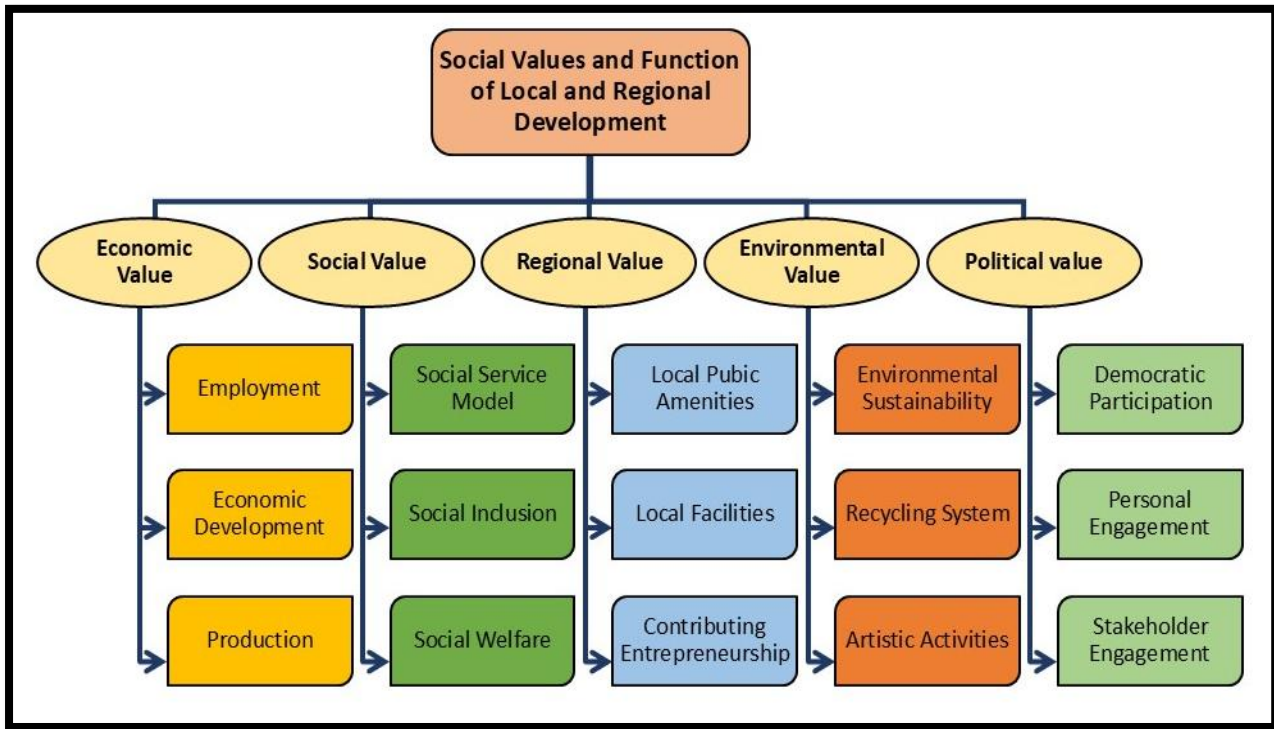 Social Values and Function
of Local and Regional
Development
Economic
Value
Social Value
Regional Value
Environmental
Value
Political value
Employment
Social Service
Model
Local Pubic
Amenities
Environmental
Sustainability
Democratic
Participation
Economic
Development
Social Inclusion
Local Facilities
Recycling System
Personal
Engagement
Production
Social Welfare
Contributing
Entrepreneurship
Artistic Activities
Stakeholder
Engagement